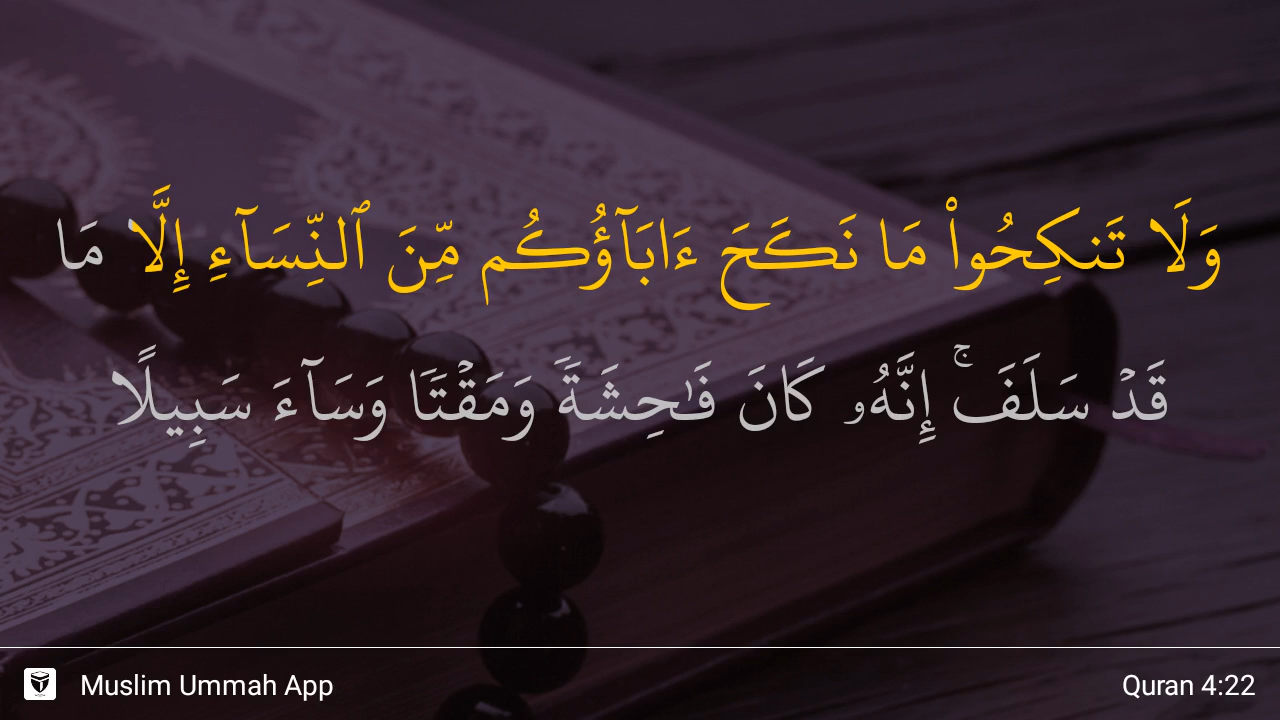 وَلَا تَنكِحُوا۟ مَا نَكَحَ ءَابَآؤُكُم مِّنَ ٱلنِّسَآءِ إِلَّا مَا
قَدۡ سَلَفَۚ إِنَّهُۥ كَانَ فَٰحِشَةٗ وَمَقۡتٗا وَسَآءَ سَبِيلًا
Muslim Ummah App
Quran 4:22